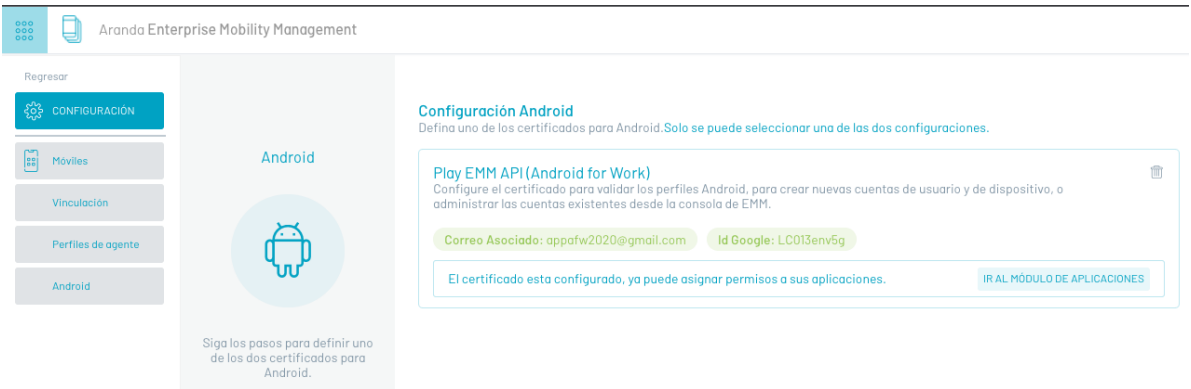 Aranda Enterprise Mobility Management
Regresar
CONFIGURACIÓN
Móviles
Vinculación
Perfiles de agente
Android
Android
Siga los pasos para definir uno
de los dos certificados para
Android.
Configuración Android
Defina uno de los certificados para Android.Solo se puede seleccionar una de las dos configuraciones.
Play EMM API (Android for Work)
Configure el certificado para validar los perfiles Android, para crear nuevas cuentas de usuario y de dispositivo, o
administrar las cuentas existentes desde la consola de EMM.
Correo Asociado: appafw2020@gmail.com Id Google: LC013env5g
El certificado esta configurado, ya puede asignar permisos a sus aplicaciones. IR AL MÓDULO DE APLICACIONES